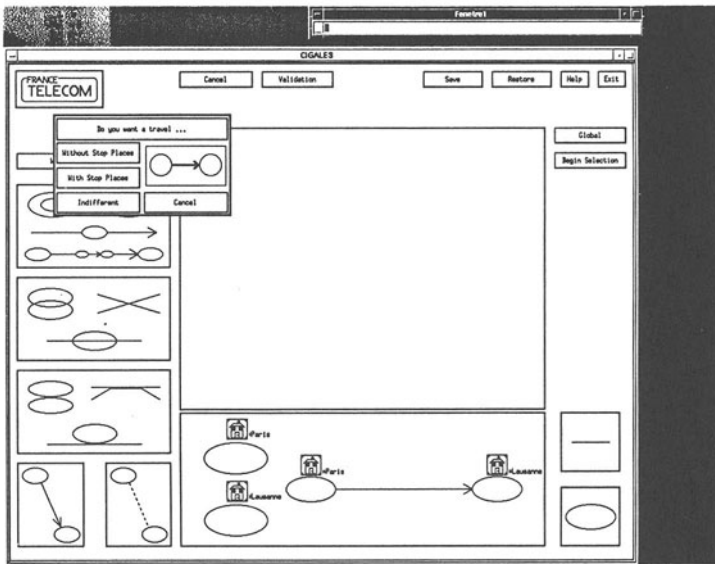 Fenetre1
CIGALES
FRANCE
TELECOM
Cancel
Validation
Save
Restore
Help
Exit
Do you want a travel ...
Without Stop Places
With Stop Places
Indifferent
Cancel
Global
Begin Selection
=Paris
=Lausanne
=Paris
=Lausanne